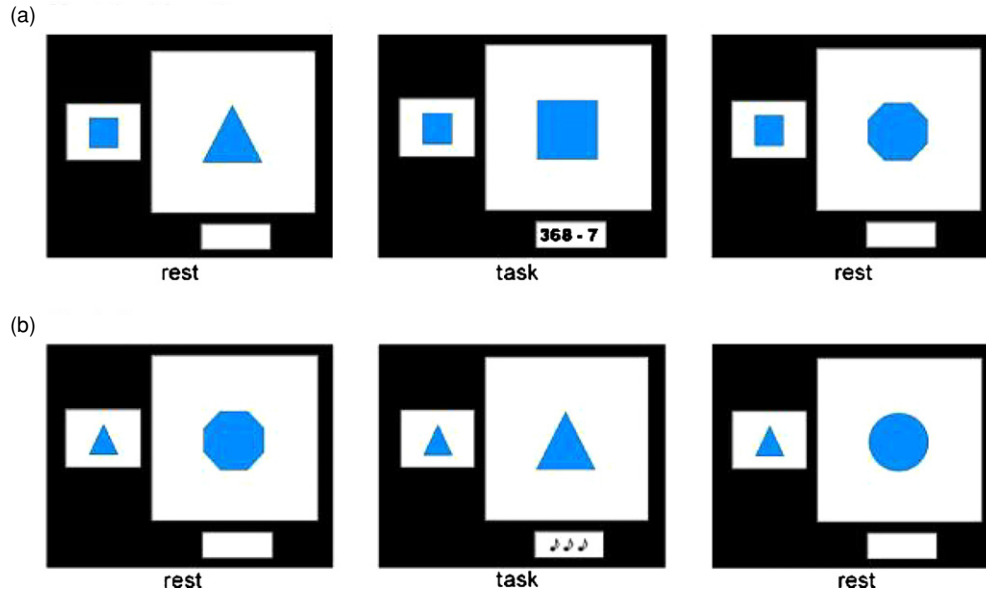 (a)
368 - 7
rest task rest
(b)
♪♪♪
rest task rest